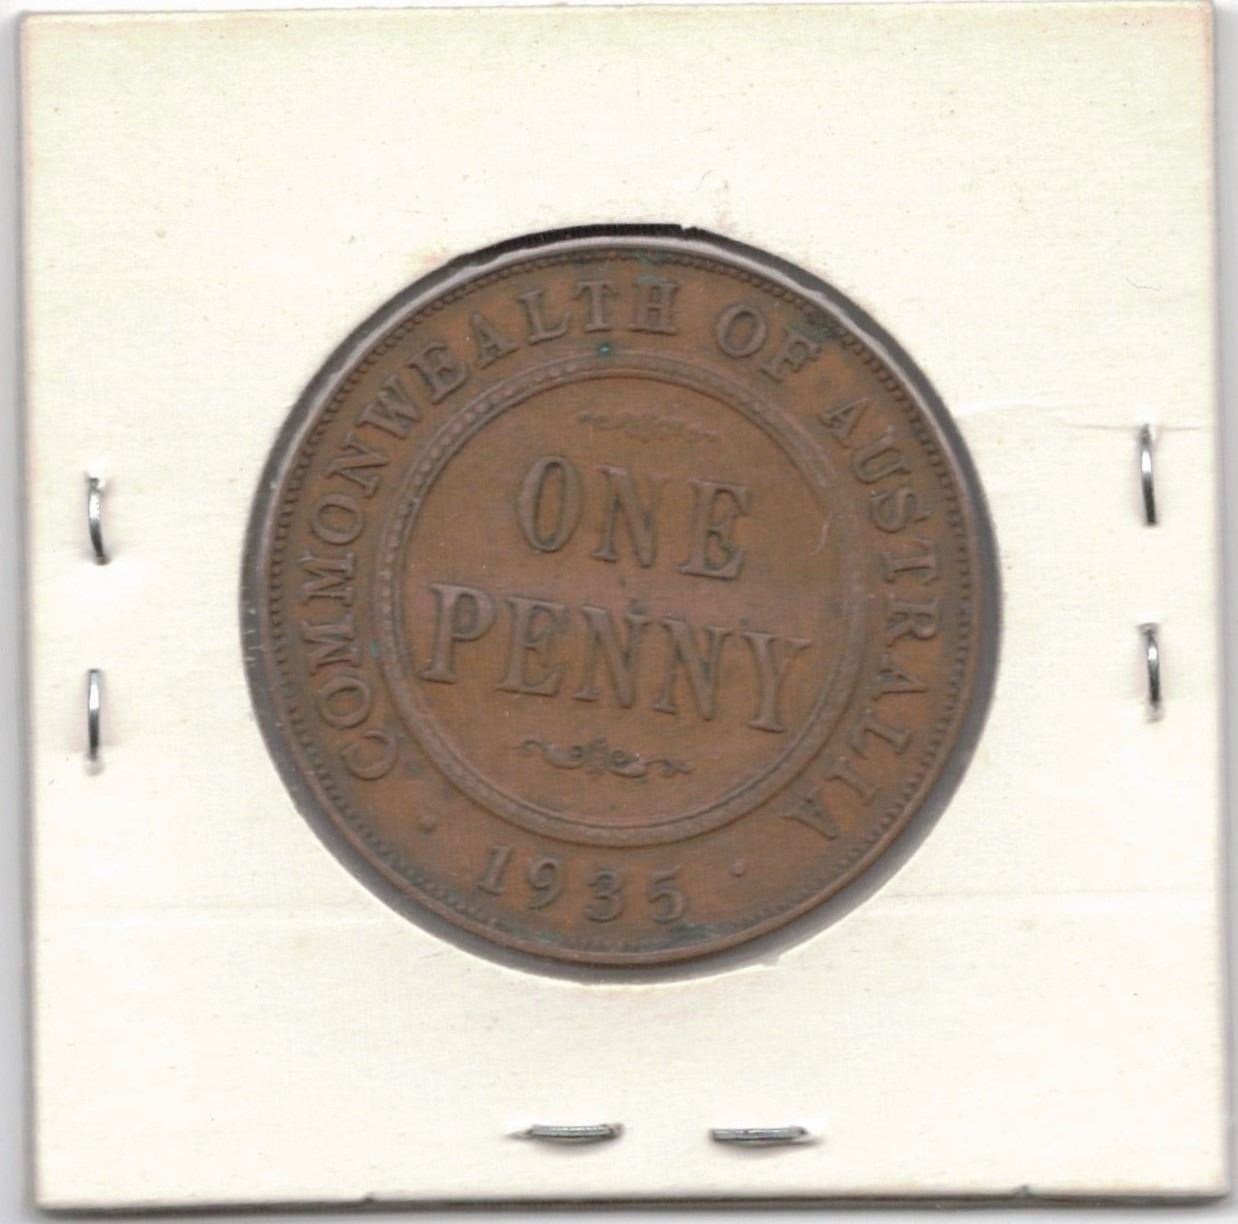 COMMONWEALTH OF AUSTRALIA
ONE
PENNY
· 1935 ·